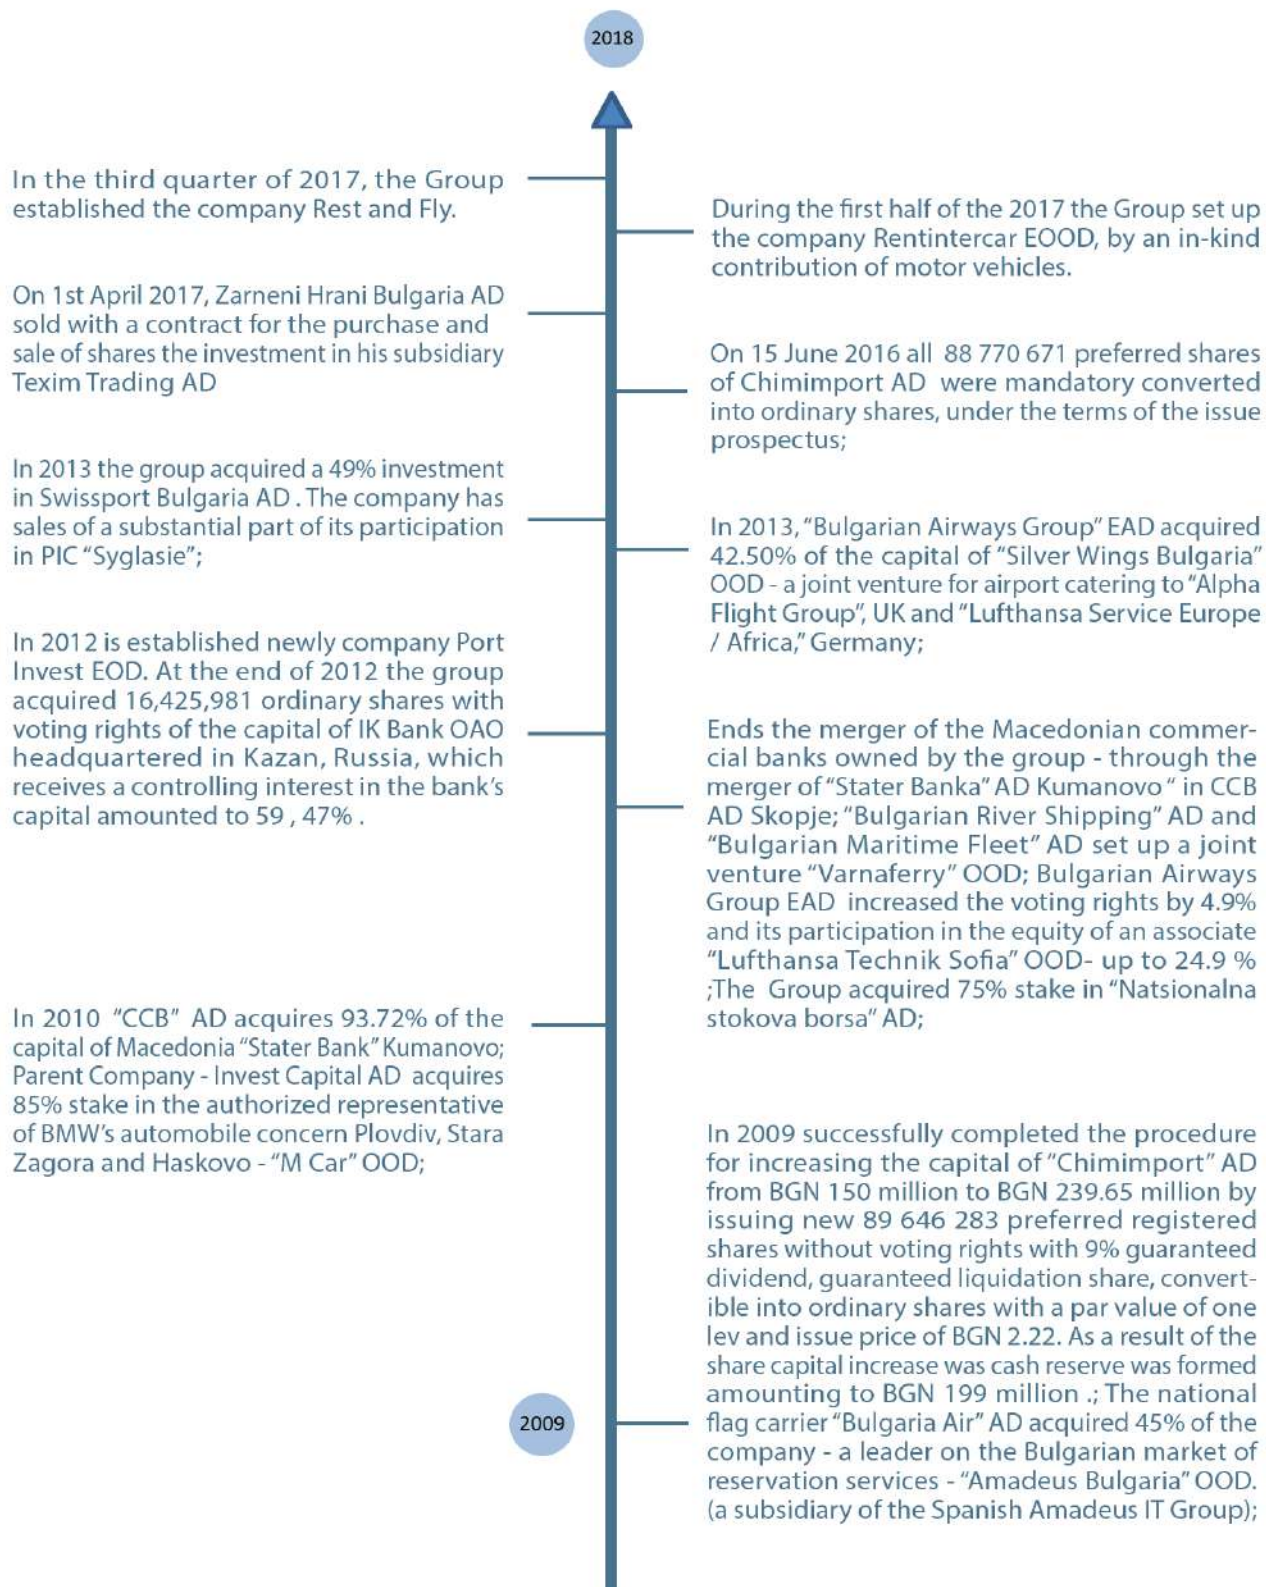 2018
In the third quarter of 2017, the Group
established the company Rest and Fly.
During the first half of the 2017 the Group set up
the company Rentintercar EOOD, by an in-kind
contribution of motor vehicles.
On 1st April 2017, Zarneni Hrani Bulgaria AD
sold with a contract for the purchase and
sale of shares the investment in his subsidiary
Texim Trading AD
On 15 June 2016 all 88 770 671 preferred shares
of Chimimport AD were mandatory converted
into ordinary shares, under the terms of the issue
prospectus;
In 2013 the group acquired a 49% investment
in Swissport Bulgaria AD . The company has
sales of a substantial part of its participation
in PIC “Syglasie”;
In 2013, “Bulgarian Airways Group” EAD acquired
42.50% of the capital of “Silver Wings Bulgaria”
OOD - a joint venture for airport catering to “Alpha
Flight Group”, UK and “Lufthansa Service Europe
/ Africa,” Germany;
In 2012 is established newly company Port
Invest EOD. At the end of 2012 the group
acquired 16,425,981 ordinary shares with
voting rights of the capital of IK Bank OAO
headquartered in Kazan, Russia, which
receives a controlling interest in the bank’s
capital amounted to 59 , 47% .
Ends the merger of the Macedonian commer-
cial banks owned by the group - through the
merger of “Stater Banka” AD Kumanovo “ in CCB
AD Skopje; “Bulgarian River Shipping” AD and
“Bulgarian Maritime Fleet” AD set up a joint
venture “Varnaferry” OOD; Bulgarian Airways
Group EAD increased the voting rights by 4.9%
and its participation in the equity of an associate
“Lufthansa Technik Sofia” OOD- up to 24.9 %
;The Group acquired 75% stake in “Natsionalna
stokova borsa” AD;
In 2010 “CCB” AD acquires 93.72% of the
capital of Macedonia “Stater Bank” Kumanovo;
Parent Company - Invest Capital AD acquires
85% stake in the authorized representative
of BMW’s automobile concern Plovdiv, Stara
Zagora and Haskovo - “M Car” OOD;
In 2009 successfully completed the procedure
for increasing the capital of “Chimimport” AD
from BGN 150 million to BGN 239.65 million by
issuing new 89 646 283 preferred registered
shares without voting rights with 9% guaranteed
dividend, guaranteed liquidation share, convert-
ible into ordinary shares with a par value of one
lev and issue price of BGN 2.22. As a result of the
share capital increase was cash reserve was formed
amounting to BGN 199 million .; The national
flag carrier “Bulgaria Air” AD acquired 45% of the
company - a leader on the Bulgarian market of
reservation services - “Amadeus Bulgaria” OOD.
(a subsidiary of the Spanish Amadeus IT Group);
2009